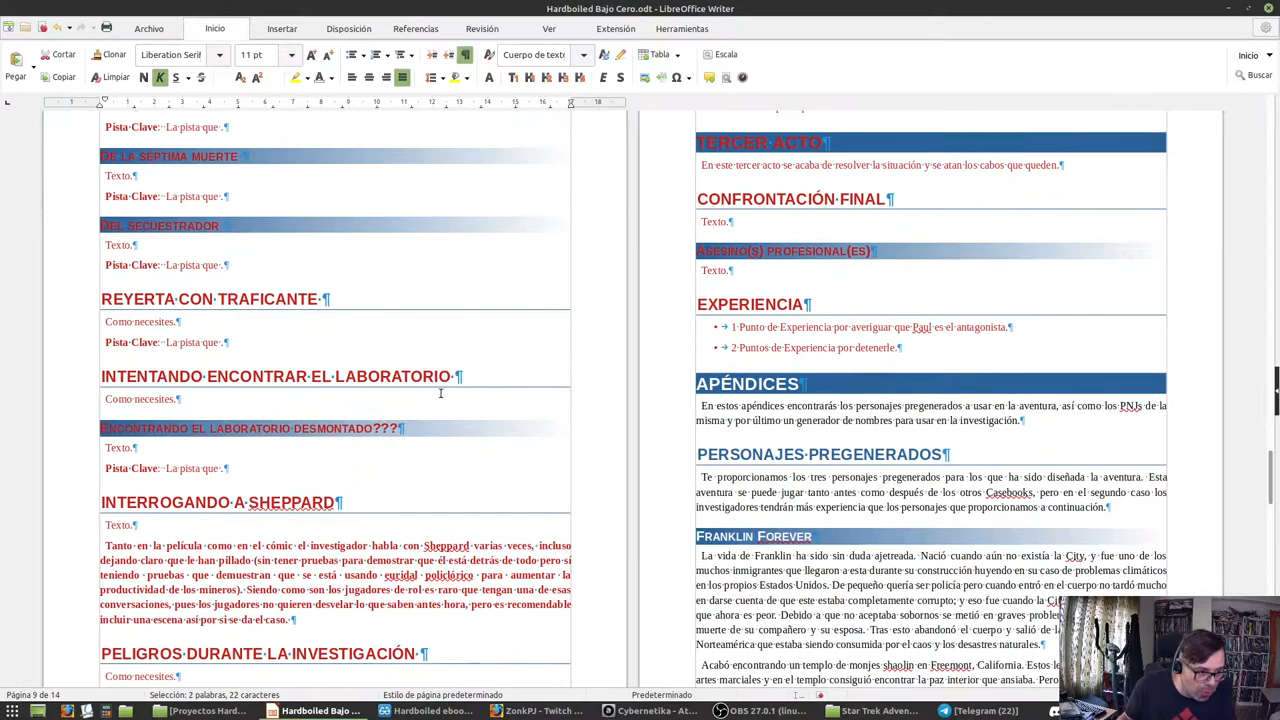 Hardboiled Bajo Cero.odt - LibreOffice Writer
Archivo Inicio Insertar Disposición Referencias Revisión Ver Extensión Herramientas
Pegar
Cortar
Copiar
Clonar
Limpiar
Liberation Serif
11 pt
Cuerpo de texto
Tabla
Escala
Inicio
Buscar
Pista·Clave:··La·pista·que·.¶
De la séptima muerte·¶
Texto.¶
Pista·Clave:··La·pista·que·.¶
Del secuestrador·¶
Texto.¶
Pista·Clave:··La·pista·que·.¶
REYERTA·CON·TRAFICANTE·¶
Como·necesites.¶
Pista·Clave:··La·pista·que·.¶
INTENTANDO·ENCONTRAR·EL·LABORATORIO·¶
Como·necesites.¶
Encontrando el laboratorio desmontado???¶
Texto.¶
Pista·Clave:··La·pista·que·.¶
INTERROGANDO·A·SHEPPARD¶
Texto.¶
Tanto·en·la·película·como·en·el·cómic·el·investigador·habla·con·Sheppard·varias·veces,·incluso
dejando·claro·que·le·han·pillado·(sin·tener·pruebas·para·demostrar·que·él·está·detrás·de·todo·pero·sí
teniendo·pruebas·que·demuestran·que·se·está·usando·euridal·policlórico·para·aumentar·la
productividad·de·los·mineros).·Siendo·como·son·los·jugadores·de·rol·es·raro·que·tengan·una·de·esas
conversaciones,·pues·los·jugadores·no·quieren·desvelar·lo·que·saben·antes·hora,·pero·es·recomendable
incluir·una·escena·así·por·si·se·da·el·caso.·¶
PELIGROS·DURANTE·LA·INVESTIGACIÓN·¶
Como·necesites.¶
TERCER·ACTO¶
En·este·tercer·acto·se·acaba·de·resolver·la·situación·y·se·atan·los·cabos·que·queden.¶
CONFRONTACIÓN·FINAL¶
Texto.¶
Asesino(s) profesional(es)¶
Texto.¶
EXPERIENCIA¶
• 1·Punto·de·Experiencia·por·averiguar·que·Paul·es·el·antagonista.¶
• 2·Puntos·de·Experiencia·por·detenerle.¶
APÉNDICES¶
En·estos·apéndices·encontrarás·los·personajes·pregenerados·a·usar·en·la·aventura,·así·como·los·PNJs·de·la
misma·y·por·último·un·generador·de·nombres·para·usar·en·la·investigación.¶
PERSONAJES·PREGENERADOS¶
Te·proporcionamos·los·tres·personajes·pregenerados·para·los·que·ha·sido·diseñada·la·aventura.·Esta
aventura·se·puede·jugar·tanto·antes·como·después·de·los·otros·Casebooks,·pero·en·el·segundo·caso·los
investigadores·tendrán·más·experiencia·que·los·personajes·que·proporcionamos·a·continuación.¶
Franklin Forever
La·vida·de·Franklin·ha·sido·sin·duda·ajetreada.·Nació·cuando·aún·no·existía·la·City,·y·fue·uno·de·los
muchos·inmigrantes·que·llegaron·a·esta·durante·su·construcción·huyendo·en·su·caso·de·problemas·climáticos
en·los·propios·Estados·Unidos.·De·pequeño·quería·ser·policía·pero·cuando·entró·en·el·cuerpo·no·tardó·mucho
en·darse·cuenta·de·que·este·estaba·completamente·corrupto;·y·eso·fue·cuando·la
que·ahora·es·peor.·Debido·a·que·no·aceptaba·sobornos·se·metió·en·graves
muerte·de·su·compañero·y·su·esposa.·Tras·esto·abandonó·el·cuerpo·y·salió·de
Norteamérica·que·estaba·siendo·consumida·por·el·caos·y·los·desastres·naturales.¶
Acabó·encontrando·un·templo·de·monjes·shaolin·en·Freemont,·California.·Estos
artes·marciales·y·en·el·templo·consiguió·encontrar·la·paz·interior·que·ansiaba.
Página 9 de 14 Selección: 2 palabras, 22 caracteres Estilo de página predeterminado Predeterminado
[Proyectos Hard... Hardboiled Bajo ... Hardboiled eboo... ZonkPJ - Twitch ... Cybernetika - At... OBS 27.0.1 (linu... Star Trek Adven... [Telegram (22)]